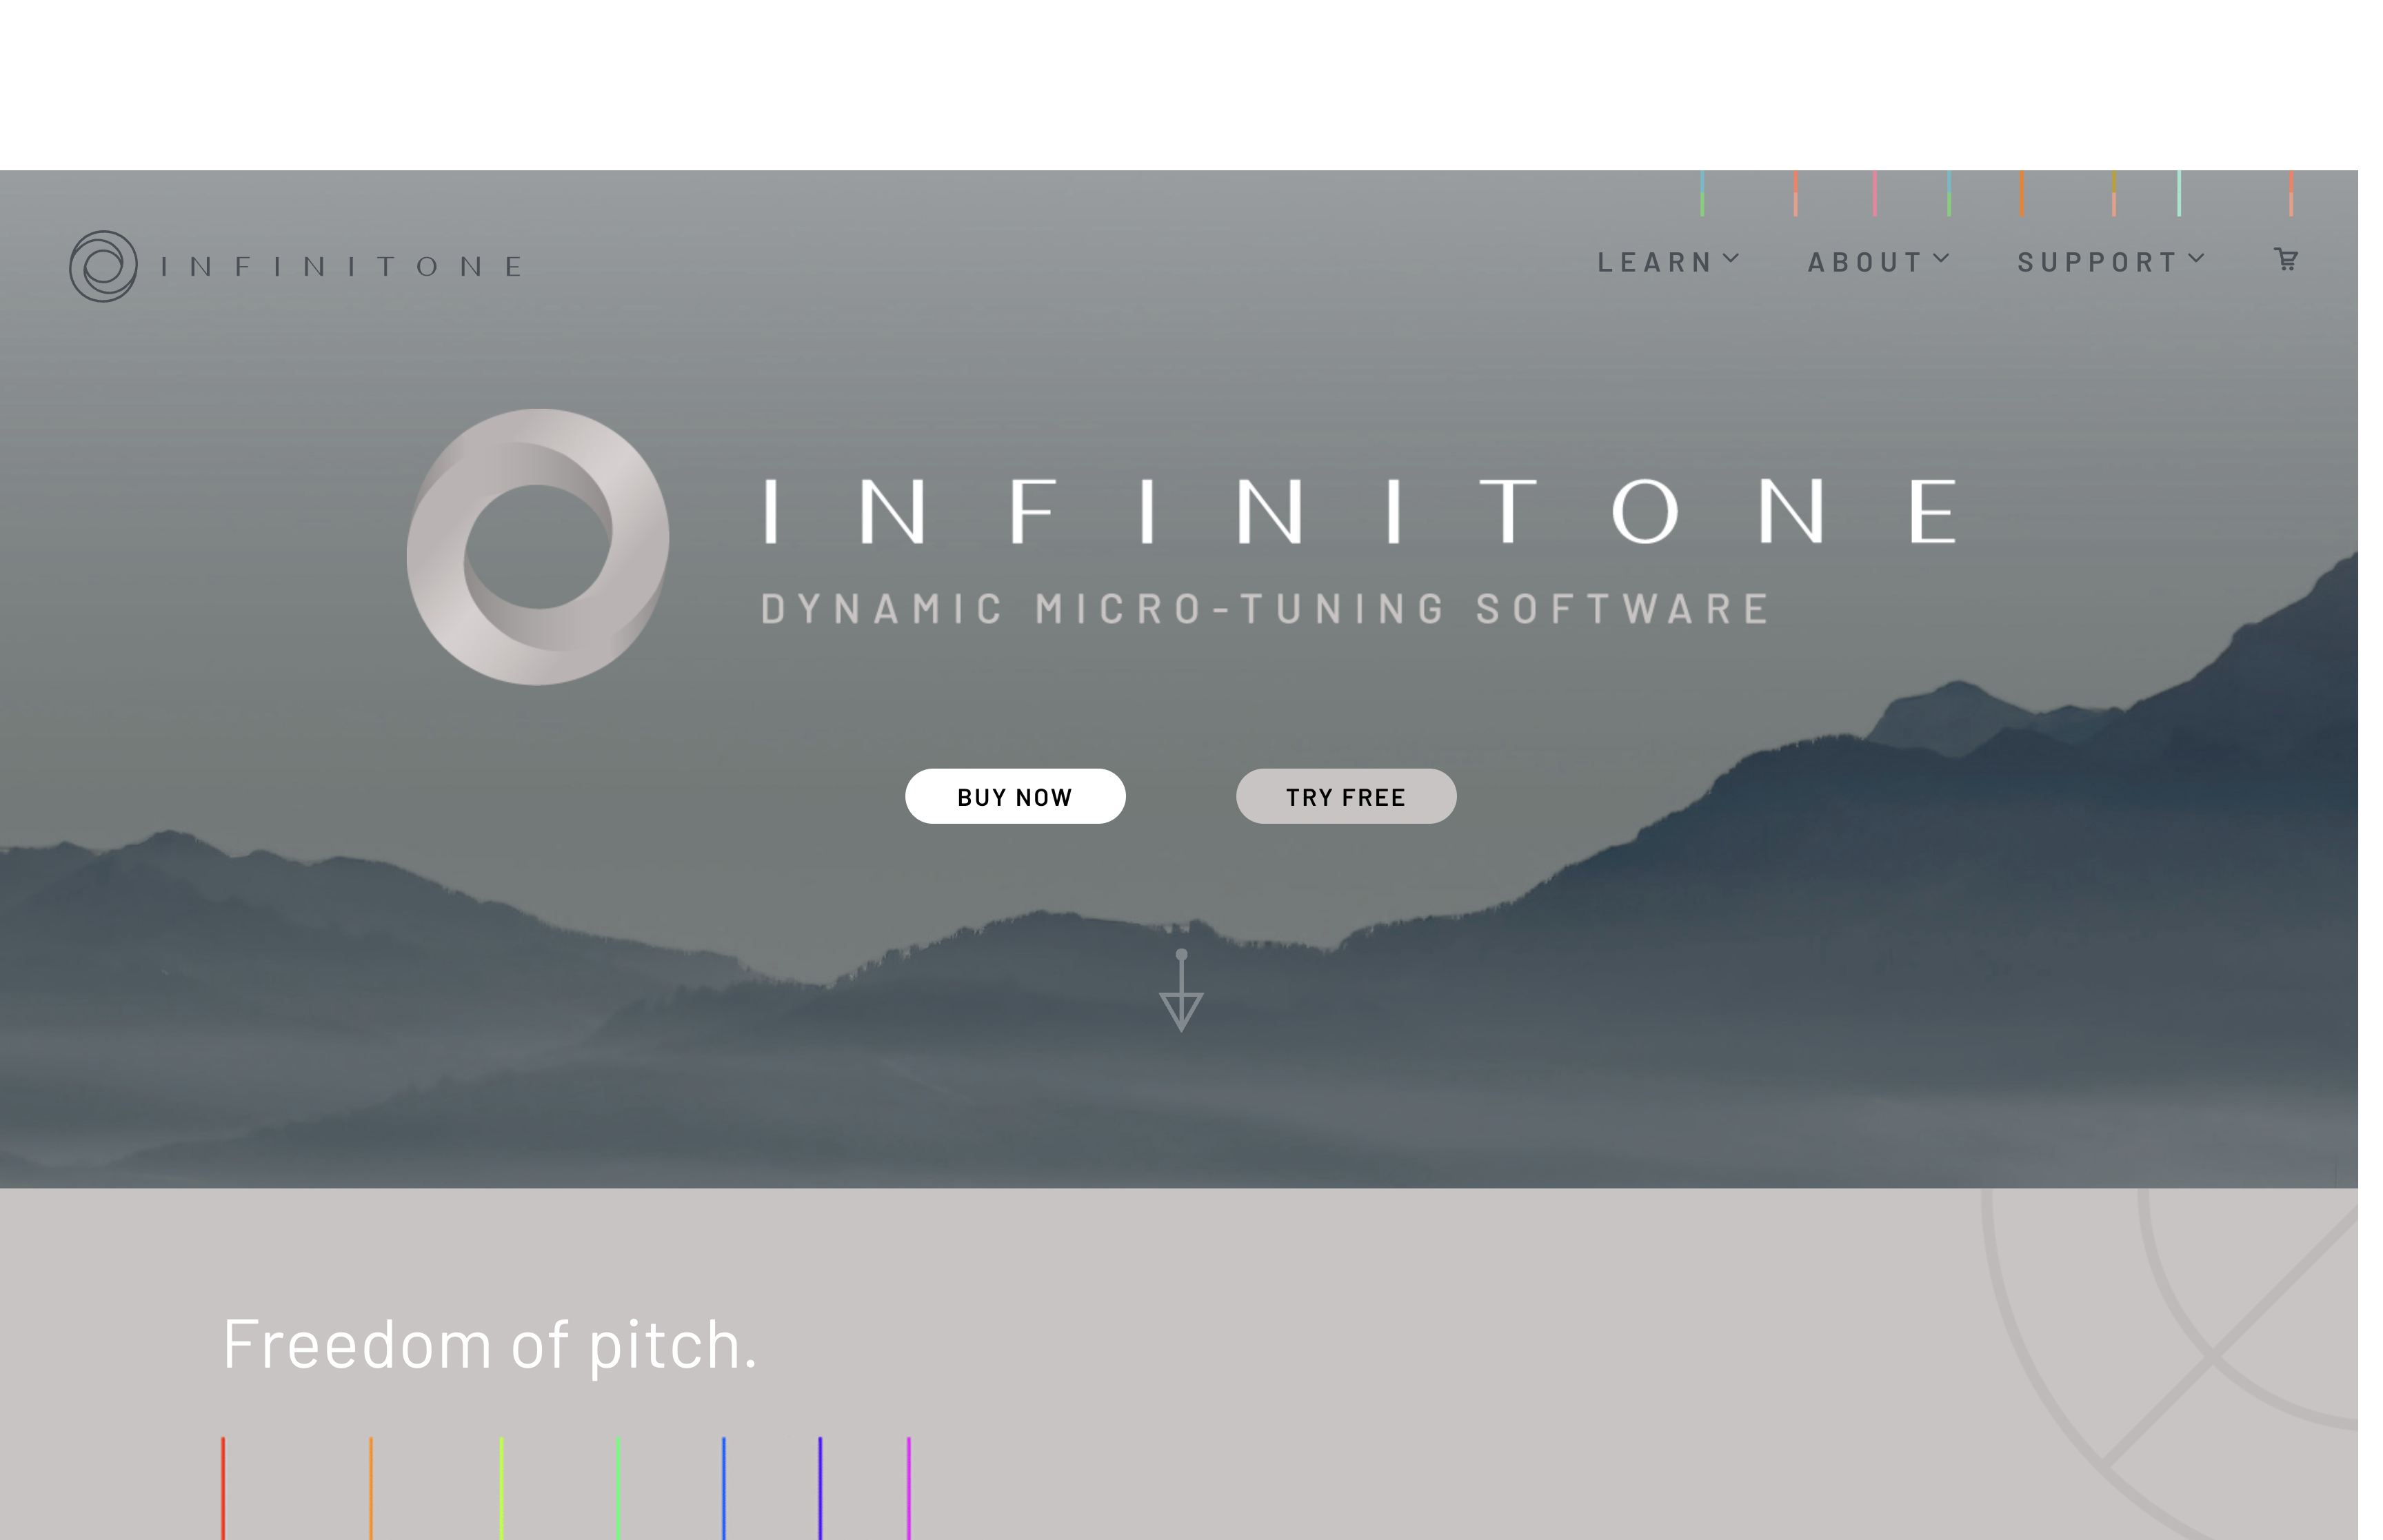 INFINITONE
LEARN ABOUT SUPPORT
INFINITONE
DYNAMIC MICRO-TUNING SOFTWARE
BUY NOW TRY FREE
Freedom of pitch.